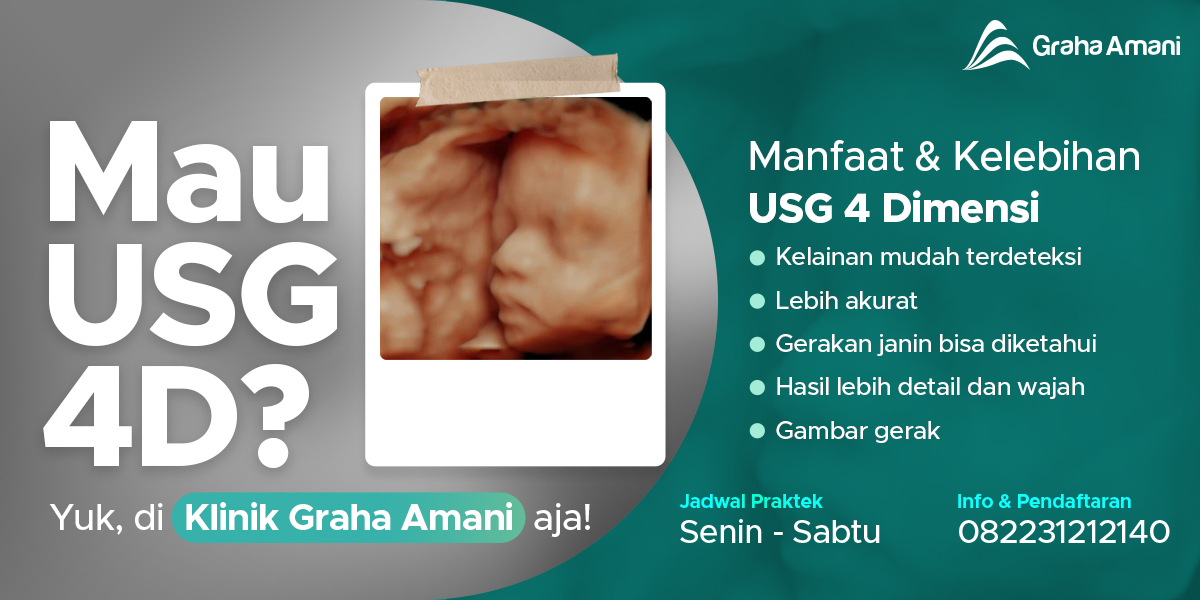 Graha Amani
Mau
USG
4D?
Yuk, di Klinik Graha Amani aja!
Manfaat & Kelebihan
USG 4 Dimensi
Kelainan mudah terdeteksi
Lebih akurat
Gerakan janin bisa diketahui
Hasil lebih detail dan wajah
Gambar gerak
Jadwal Praktek
Senin - Sabtu
Info & Pendaftaran
082231212140